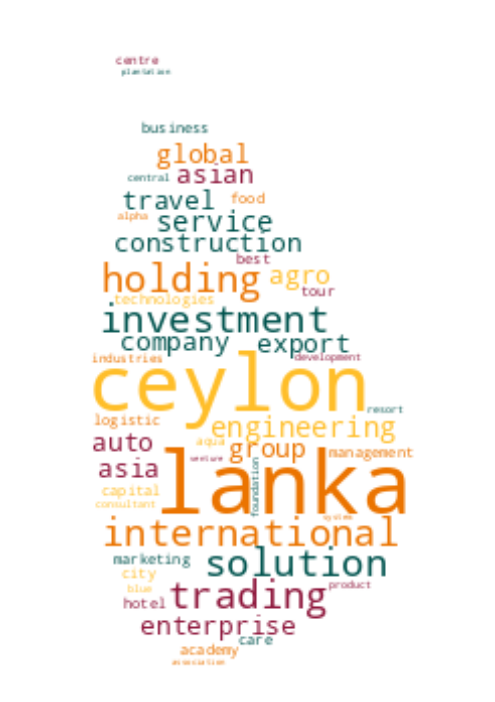 centre
plantation
business
global
central asian
travel food
alpha service
construction
best
holding agro
technologies tour
investment
company export
industries development
ceylon
resort
logistic engineering
auto aqua group management
asia venture foundation
lanka
capital
consultant
system
international
marketing solution
city
blue product
hotel trading
enterprise
care
academy
association